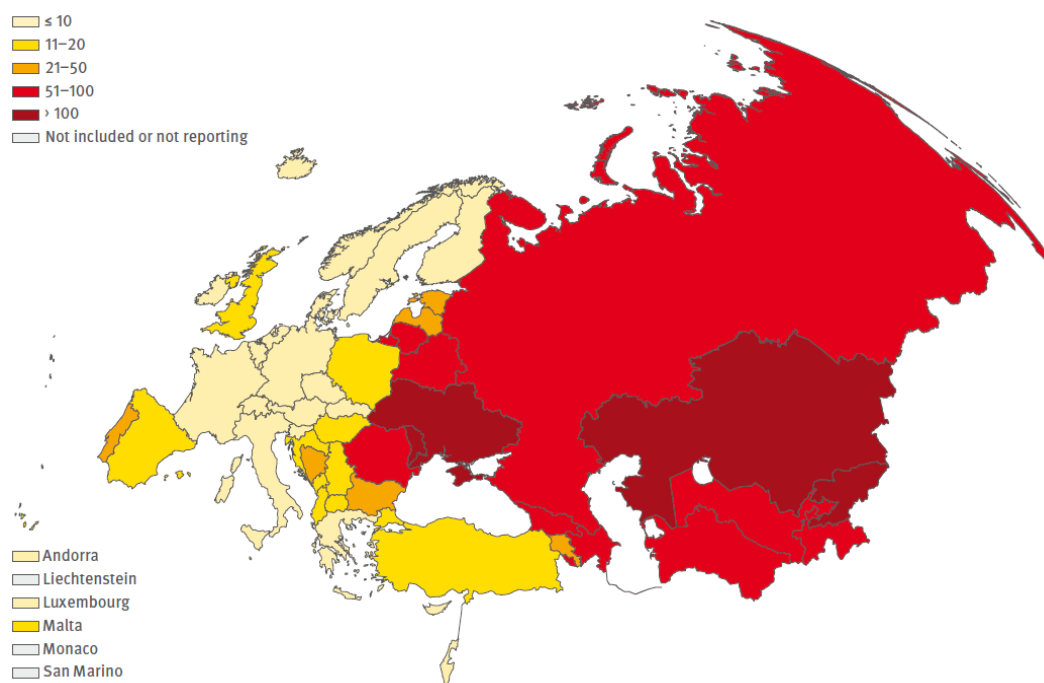 ≤ 10
11–20
21–50
51–100
› 100
Not included or not reporting
Andorra
Liechtenstein
Luxembourg
Malta
Monaco
San Marino